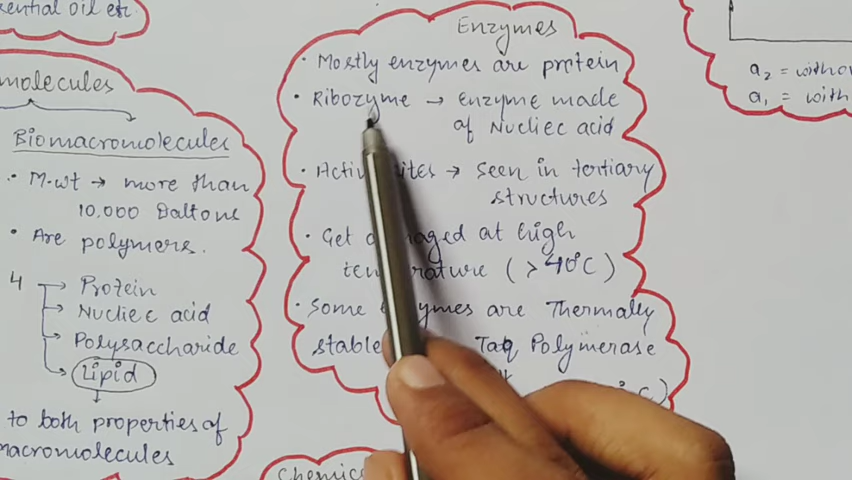 ential oil etc
molecules
Biomacromolecules
• M.wt → more than
10,000 Daltone
• Are polymers.
4 → Protein
→ Nucliec acid
→ Polysaccharide
→ Lipid
to both properties of
macromolecules
Enzymes
• Mostly enzymes are protein
• Ribozyme → Enzyme made
of Nucliec acid
• Active sites → Seen in tertiary
structures
• Get damaged at high
temperature (>40°C)
• Some enzymes are Thermally
stable Taq Polymerase
°C)
a2 = witho
a1 = with
Chemic